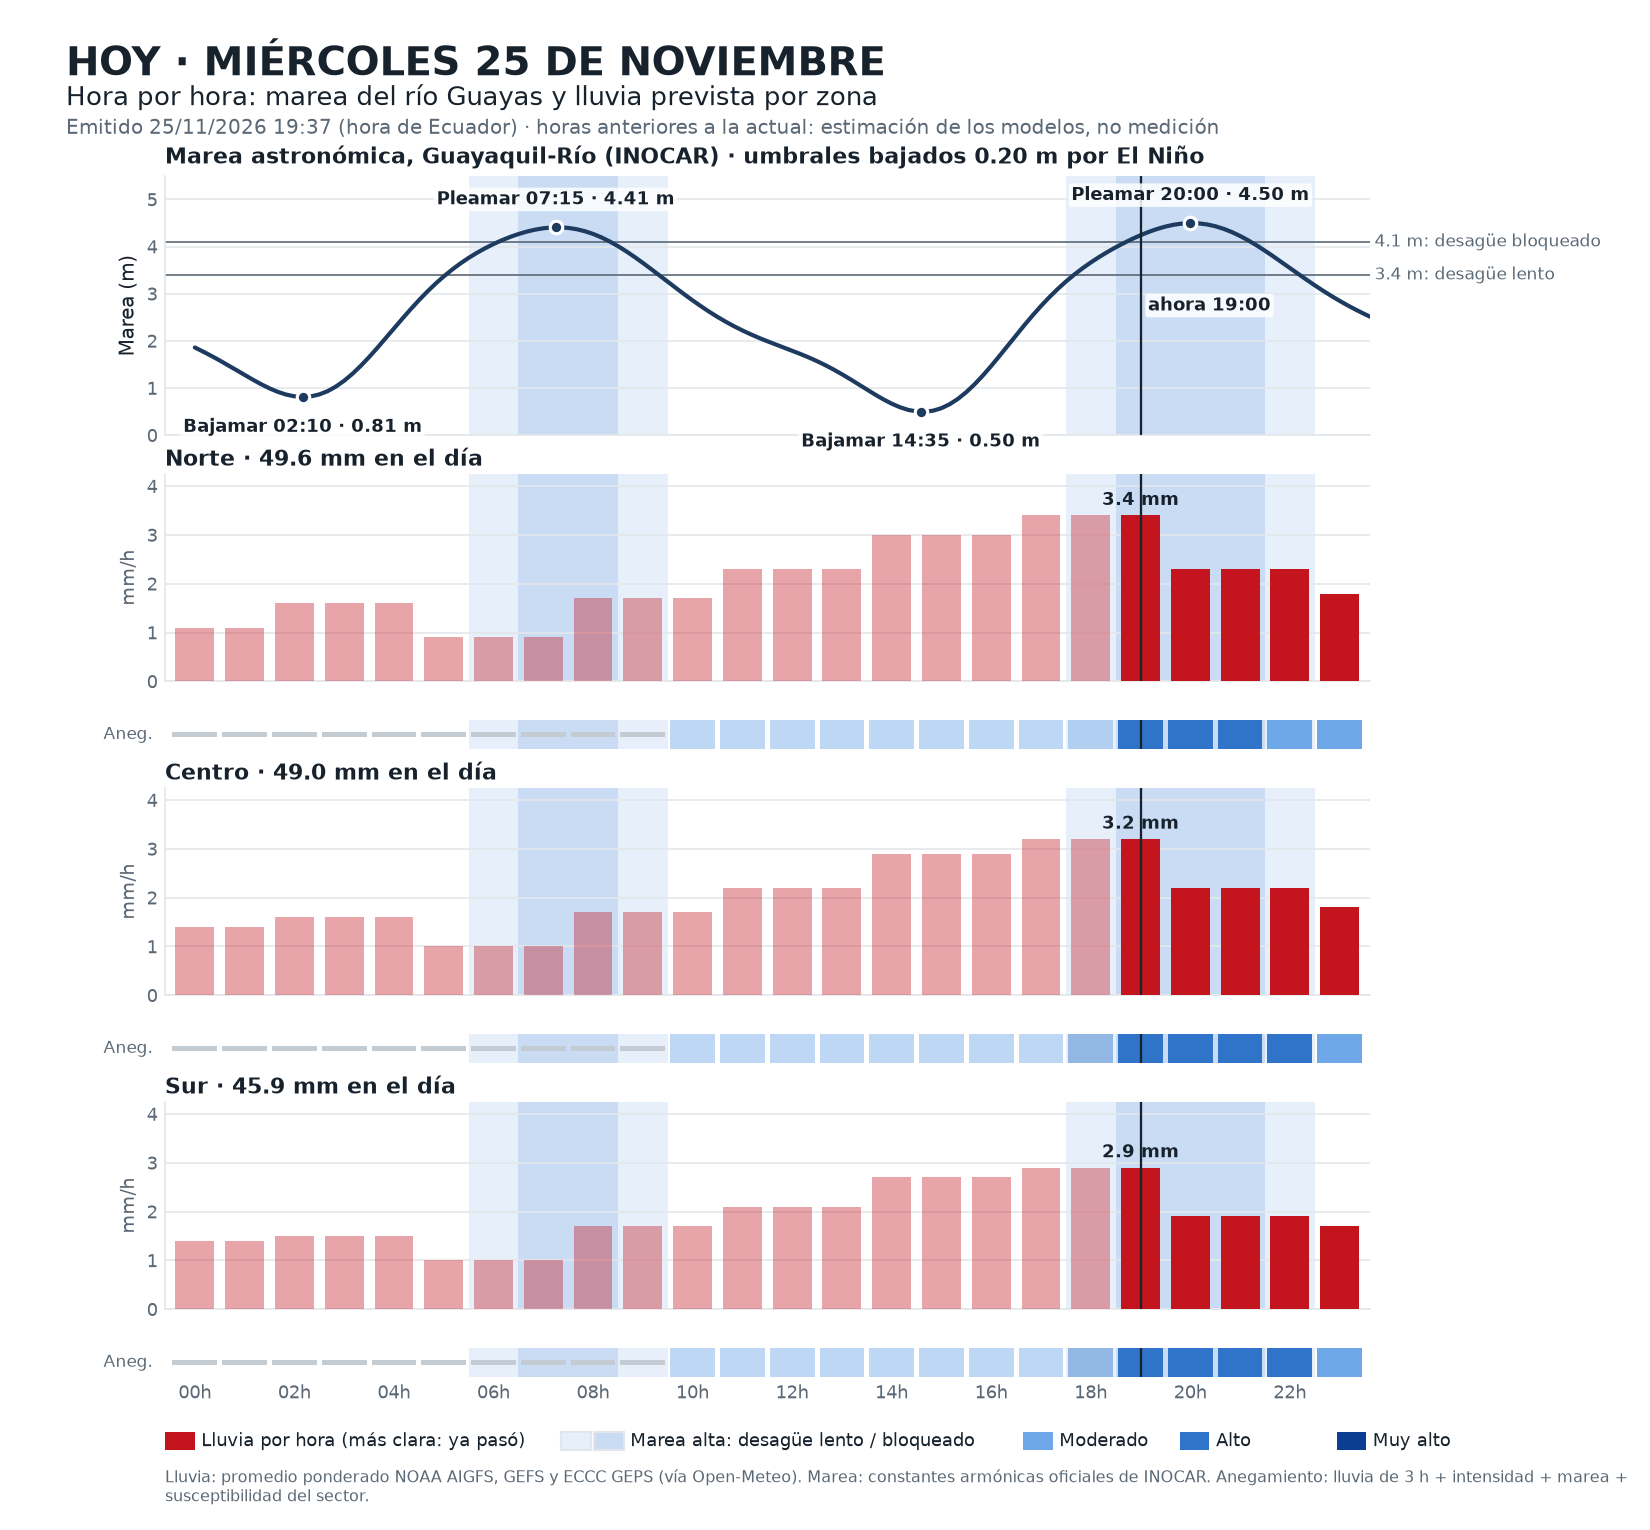 HOY · MIÉRCOLES 25 DE NOVIEMBRE
Hora por hora: marea del río Guayas y lluvia prevista por zona
Emitido 25/11/2026 19:37 (hora de Ecuador) · horas anteriores a la actual: estimación de los modelos, no medición
Marea astronómica, Guayaquil-Río (INOCAR) · umbrales bajados 0.20 m por El Niño
Marea (m)
5
4
3
2
1
0
Pleamar 07:15 · 4.41 m
Pleamar 20:00 · 4.50 m
4.1 m: desagüe bloqueado
3.4 m: desagüe lento
ahora 19:00
Bajamar 02:10 · 0.81 m
Bajamar 14:35 · 0.50 m
Norte · 49.6 mm en el día
mm/h
4
3
2
1
0
3.4 mm
Aneg.
Centro · 49.0 mm en el día
mm/h
4
3
2
1
0
3.2 mm
Aneg.
Sur · 45.9 mm en el día
mm/h
4
3
2
1
0
2.9 mm
Aneg.
00h 02h 04h 06h 08h 10h 12h 14h 16h 18h 20h 22h
Lluvia por hora (más clara: ya pasó) Marea alta: desagüe lento / bloqueado Moderado Alto Muy alto
Lluvia: promedio ponderado NOAA AIGFS, GEFS y ECCC GEPS (vía Open-Meteo). Marea: constantes armónicas oficiales de INOCAR. Anegamiento: lluvia de 3 h + intensidad + marea +
susceptibilidad del sector.